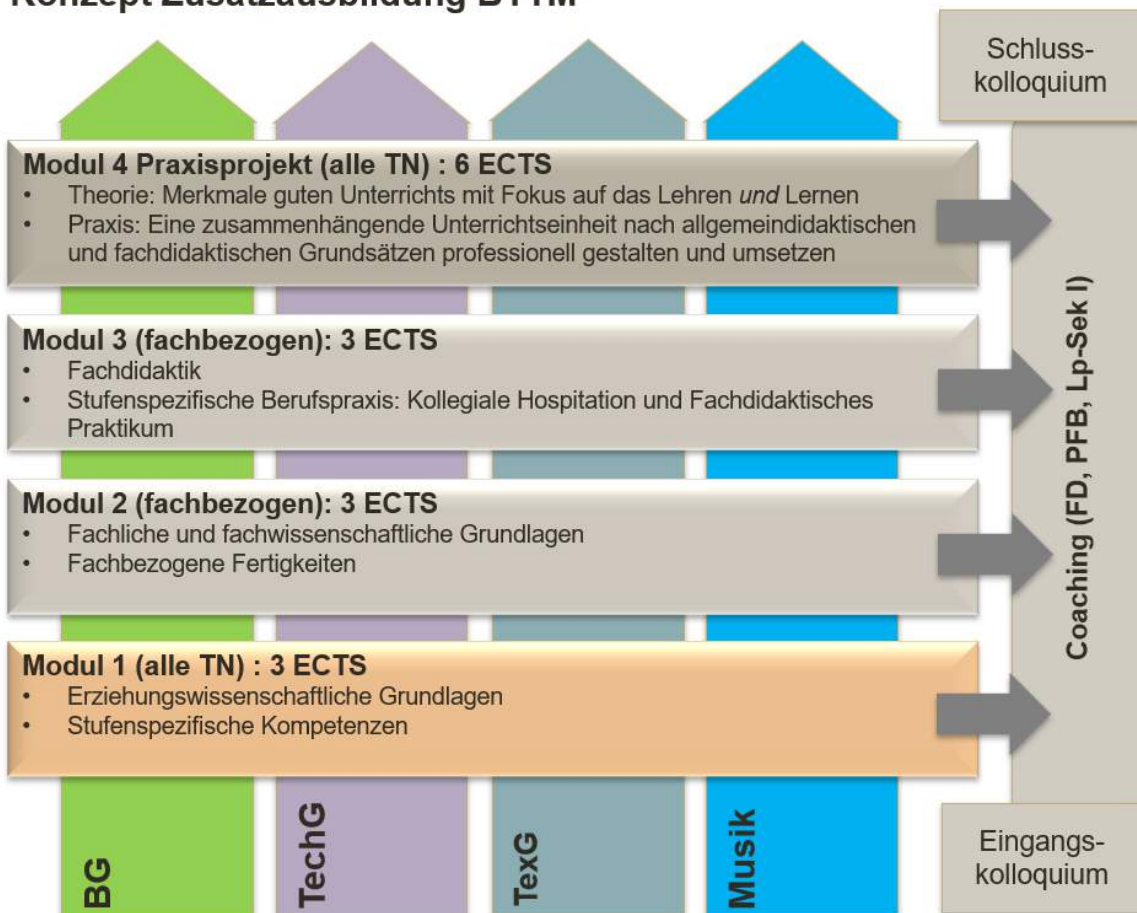 Konzept Zusatzausbildung BTTM
Schluss-
kolloquium
Modul 4 Praxisprojekt (alle TN) : 6 ECTS
• Theorie: Merkmale guten Unterrichts mit Fokus auf das Lehren und Lernen
• Praxis: Eine zusammenhängende Unterrichtseinheit nach allgemeindidaktischen
und fachdidaktischen Grundsätzen professionell gestalten und umsetzen
Modul 3 (fachbezogen): 3 ECTS
• Fachdidaktik
• Stufenspezifische Berufspraxis: Kollegiale Hospitation und Fachdidaktisches
Praktikum
Modul 2 (fachbezogen): 3 ECTS
• Fachliche und fachwissenschaftliche Grundlagen
• Fachbezogene Fertigkeiten
Modul 1 (alle TN) : 3 ECTS
• Erziehungswissenschaftliche Grundlagen
• Stufenspezifische Kompetenzen
Coaching (FD, PFB, Lp-Sek I)
BG
TechG
TexG
Musik
Eingangs-
kolloquium